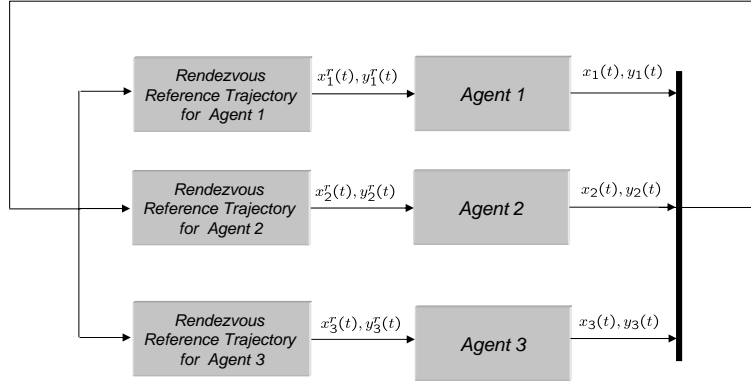 Rendezvous
Reference Trajectory
for Agent 1
x_1^r(t), y_1^r(t)
Agent 1
x_1(t), y_1(t)
Rendezvous
Reference Trajectory
for Agent 2
x_2^r(t), y_2^r(t)
Agent 2
x_2(t), y_2(t)
Rendezvous
Reference Trajectory
for Agent 3
x_3^r(t), y_3^r(t)
Agent 3
x_3(t), y_3(t)